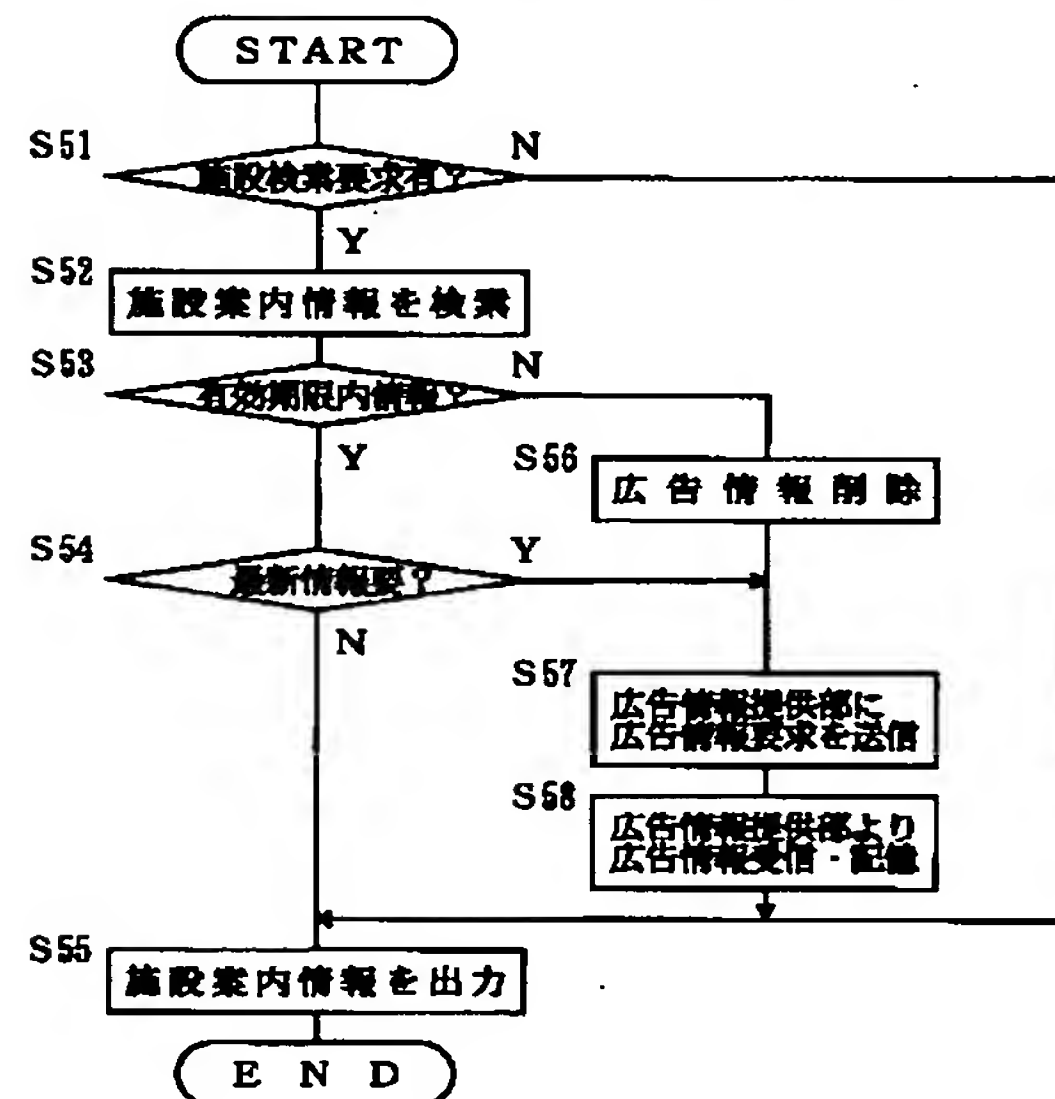 START
S51
施設検索要求有?
N
Y
S52
施設案内情報を検索
S53
有効期限内情報?
N
Y
S56
広告情報削除
S54
最新情報要?
Y
N
S57
広告情報提供部に
広告情報要求を送信
S58
広告情報提供部より
広告情報受信・記憶
S55
施設案内情報を出力
END